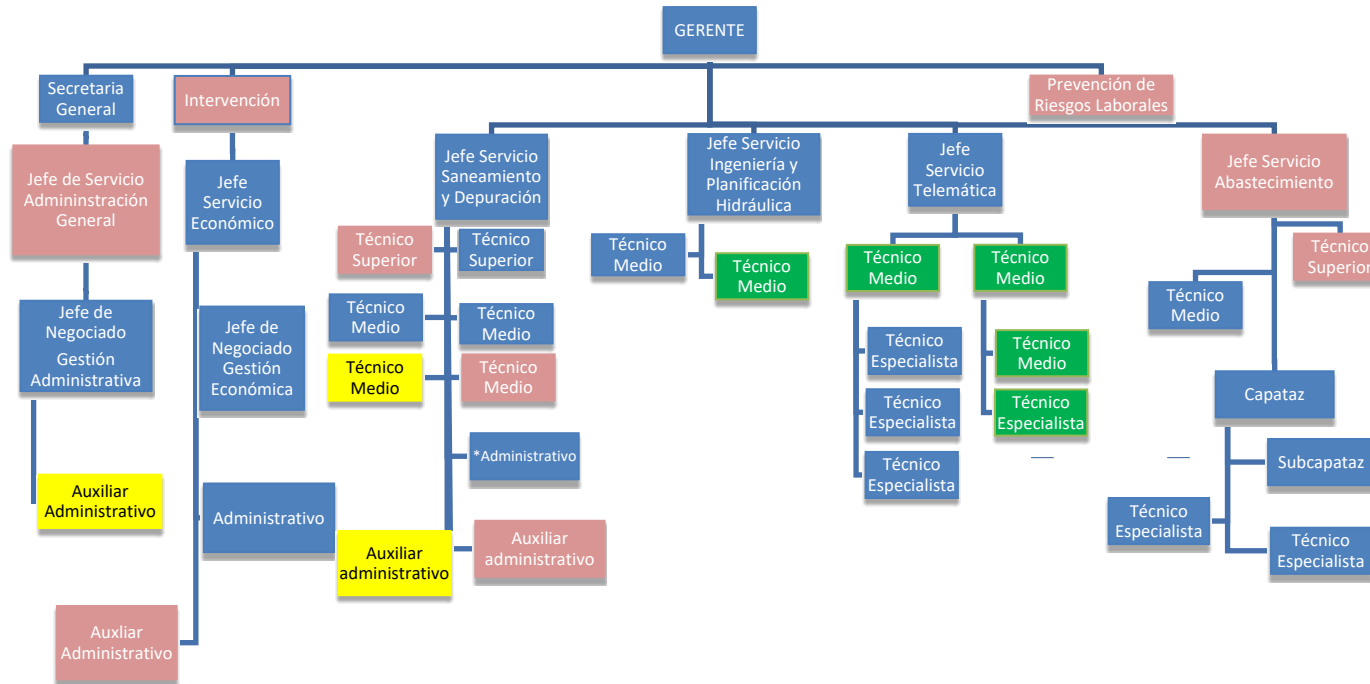 GERENTE
Secretaria
General
Intervención
Prevención de
Riesgos Laborales
Jefe de Servicio
Admininstración
General
Jefe
Servicio
Económico
Jefe Servicio
Saneamiento
y Depuración
Jefe Servicio
Ingeniería y
Planificación
Hidráulica
Jefe
Servicio
Telemática
Jefe Servicio
Abastecimiento
Técnico
Superior
Técnico
Superior
Técnico
Medio
Técnico
Medio
Técnico
Medio
Técnico
Medio
Técnico
Superior
Técnico
Medio
Jefe de
Negociado
Gestión
Administrativa
Jefe de
Negociado
Gestión
Económica
Técnico
Medio
Técnico
Medio
Técnico
Medio
Técnico
Medio
Técnico
Especialista
Técnico
Medio
Técnico
Especialista
Técnico
Especialista
Técnico
Especialista
Capataz
*Administrativo
Subcapataz
Auxiliar
Administrativo
Administrativo
Auxiliar
administrativo
Auxiliar
administrativo
Técnico
Especialista
Técnico
Especialista
Auxliar
Administrativo